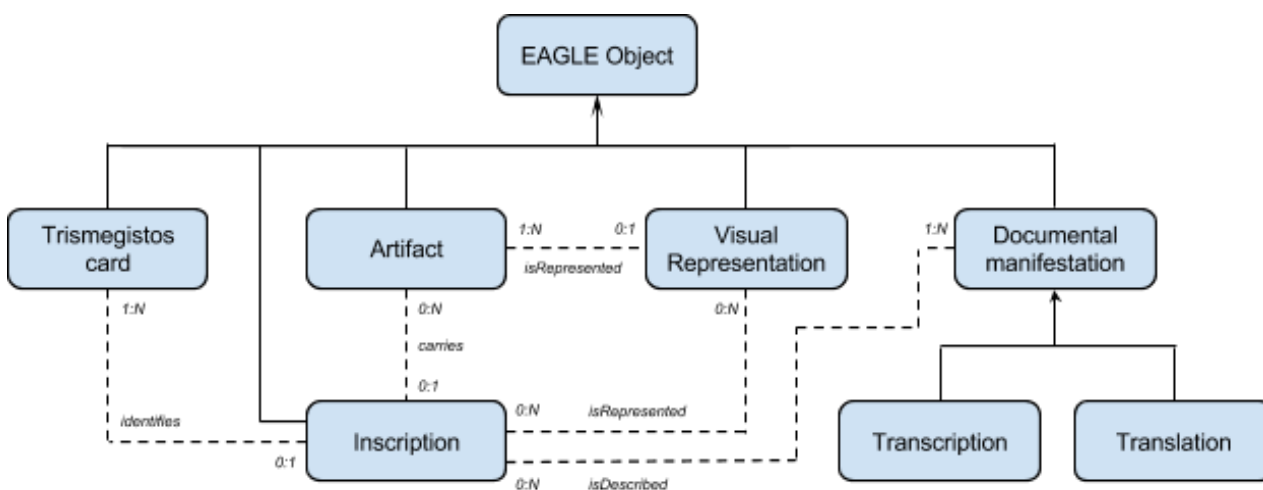 EAGLE Object
Trismegistos
card
Artifact
1:N
0:1
isRepresented
Visual
Representation
1:N
Documental
manifestation
1:N
0:N
0:N
carries
0:1
identifies
0:1
Inscription
0:N
isRepresented
0:N
isDescribed
Transcription
Translation